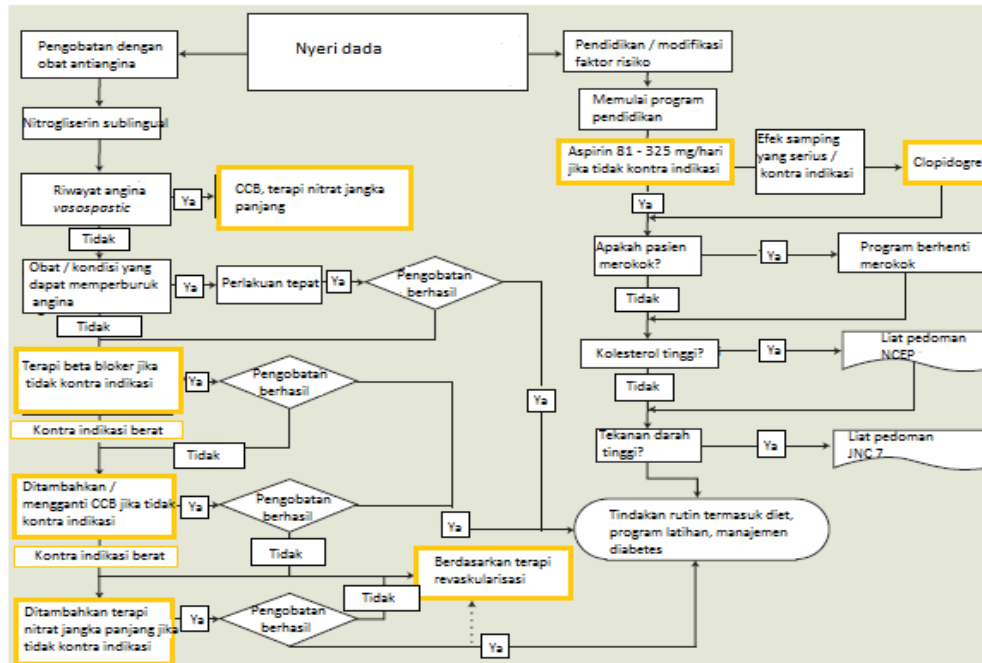 Nyeri dada
Pengobatan dengan
obat antiangina
Nitrogliserin sublingual
Riwayat angina
vasospastic
Ya
CCB, terapi nitrat jangka
panjang
Tidak
Obat / kondisi yang
dapat memperburuk
angina
Ya
Perlakuan tepat
Ya
Pengobatan
berhasil
Tidak
Terapi beta bloker jika
tidak kontra indikasi
Ya
Pengobatan
berhasil
Ya
Kontra indikasi berat
Tidak
Ditambahkan /
mengganti CCB jika tidak
kontra indikasi
Ya
Pengobatan
berhasil
Ya
Kontra indikasi berat
Tidak
Berdasarkan terapi
revaskularisasi
Tidak
Ditambahkan terapi
nitrat jangka panjang jika
tidak kontra indikasi
Ya
Pengobatan
berhasil
Ya
Pendidikan / modifikasi
faktor risiko
Memulai program
pendidikan
Aspirin 81 - 325 mg/hari
jika tidak kontra indikasi
Efek samping
yang serius /
kontra indikasi
Clopidogre
Ya
Apakah pasien
merokok?
Ya
Program berhenti
merokok
Tidak
Kolesterol tinggi?
Ya
Liat pedoman
NCEP
Tidak
Tekanan darah
tinggi?
Ya
Liat pedoman
JNC 7
Tindakan rutin termasuk diet,
program latihan, manajemen
diabetes